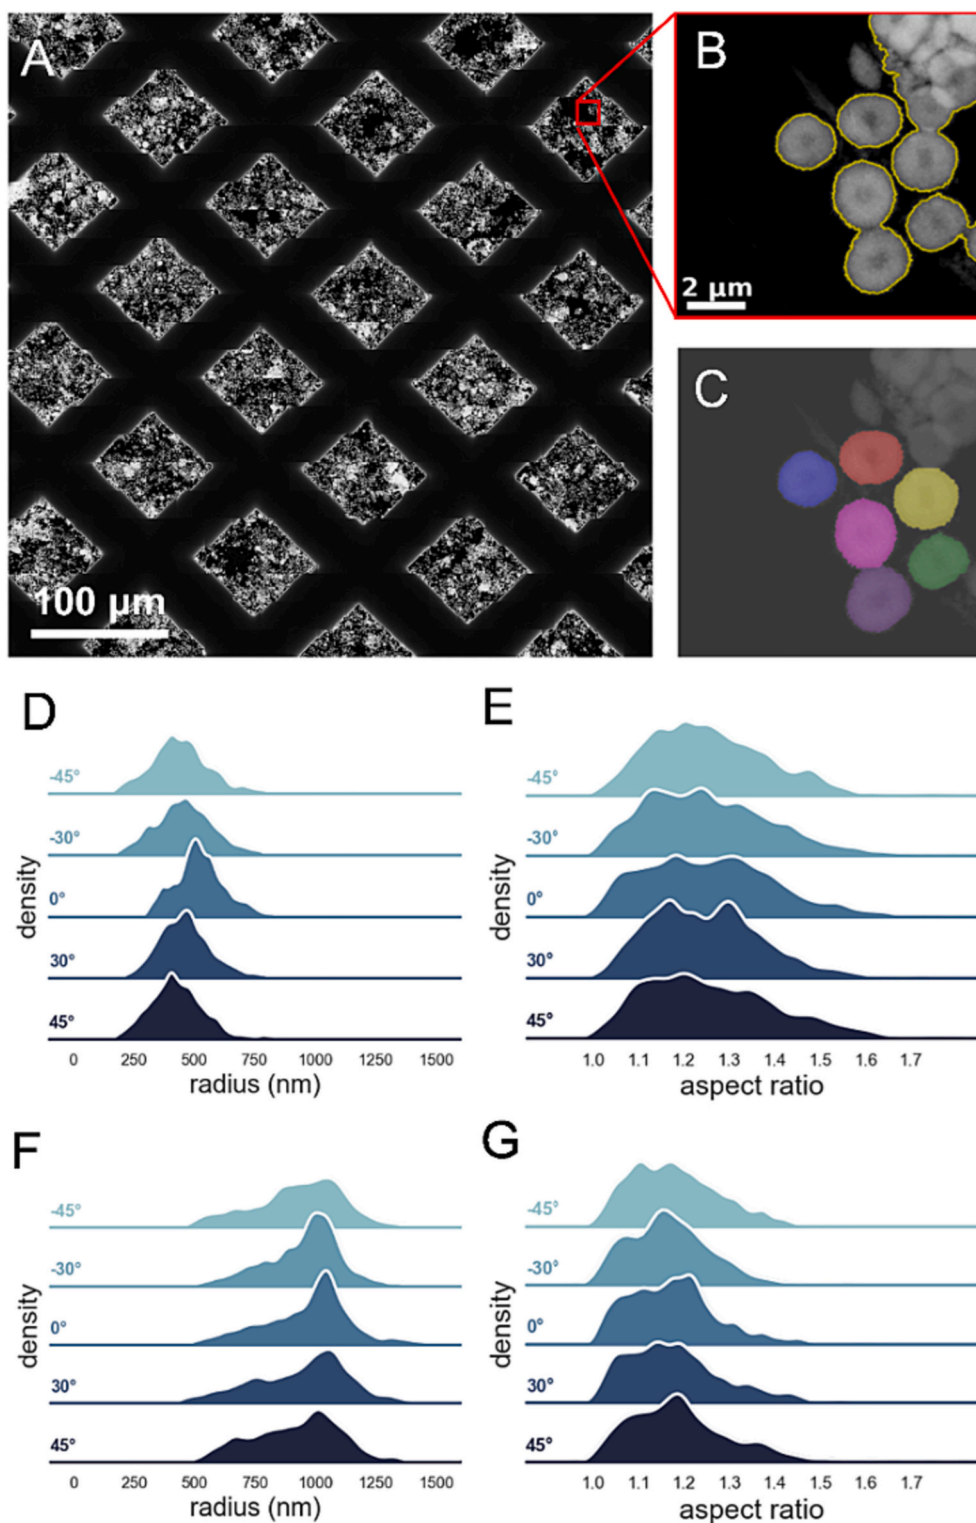 A
B
2 µm
C
100 µm
D
-45°
-30°
0°
30°
45°
density
0 250 500 750 1000 1250 1500
radius (nm)
E
-45°
-30°
0°
30°
45°
density
1.0 1.1 1.2 1.3 1.4 1.5 1.6 1.7
aspect ratio
F
-45°
-30°
0°
30°
45°
density
0 250 500 750 1000 1250 1500
radius (nm)
G
-45°
-30°
0°
30°
45°
density
1.0 1.1 1.2 1.3 1.4 1.5 1.6 1.7
aspect ratio